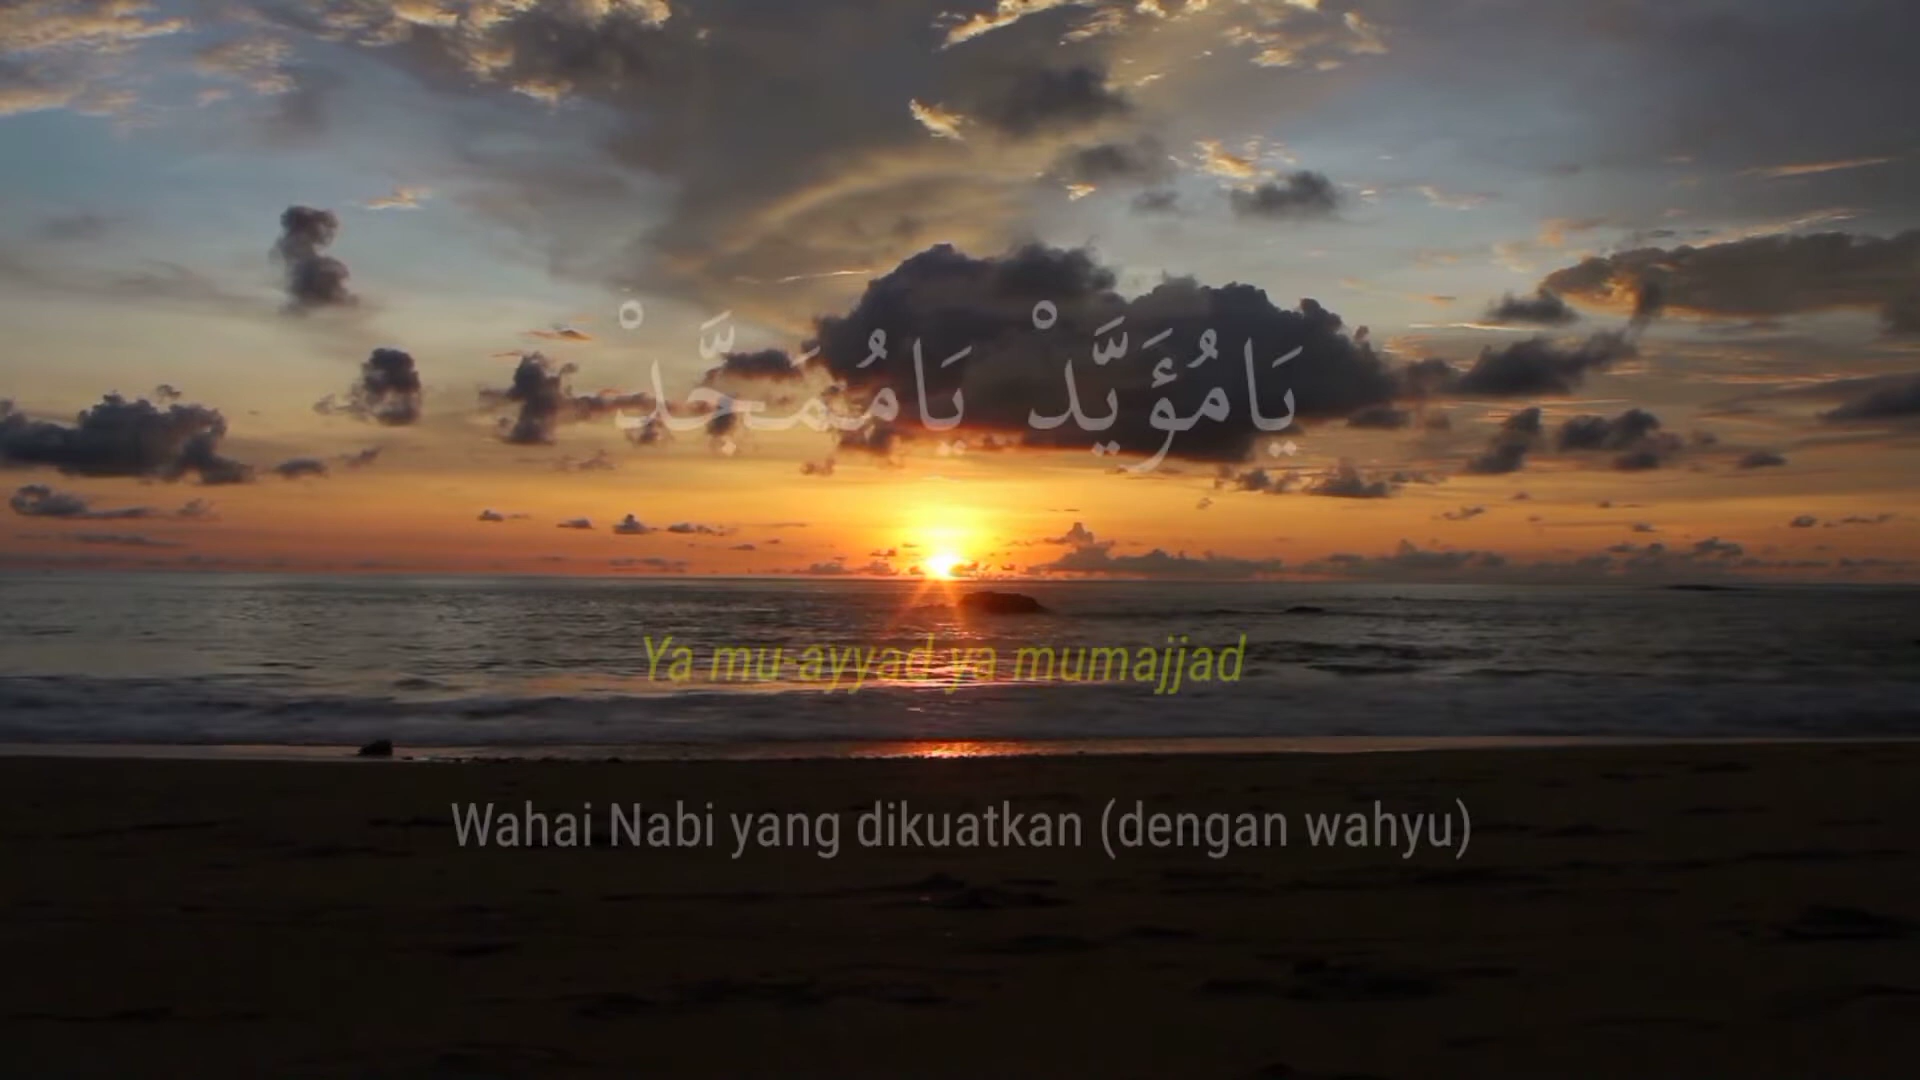 يَامُؤَيَّدْ يَامُمَجَّدْ
Ya mu-ayyad ya mumajjad
Wahai Nabi yang dikuatkan (dengan wahyu)